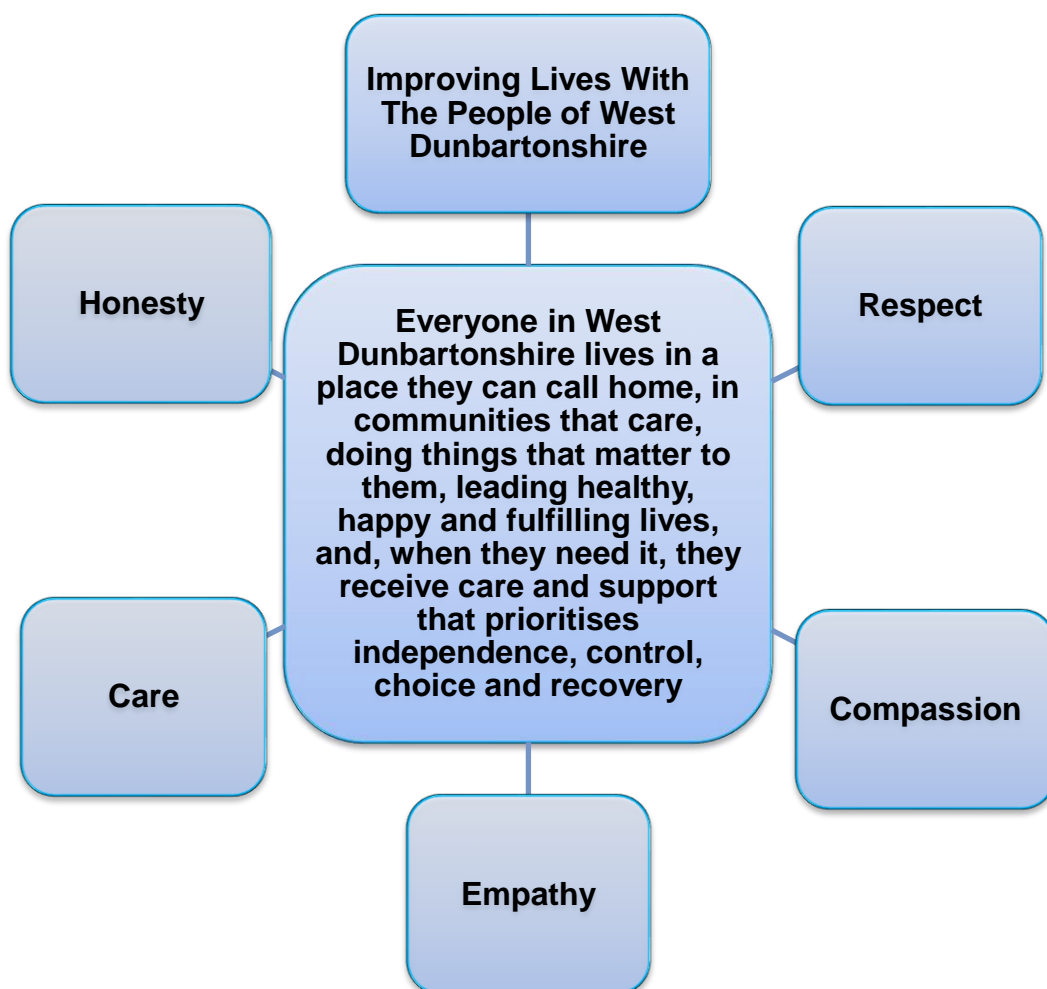 Improving Lives With
The People of West
Dunbartonshire
Honesty
Respect
Everyone in West
Dunbartonshire lives in a
place they can call home, in
communities that care,
doing things that matter to
them, leading healthy,
happy and fulfilling lives,
and, when they need it, they
receive care and support
that prioritises
independence, control,
choice and recovery
Care
Compassion
Empathy